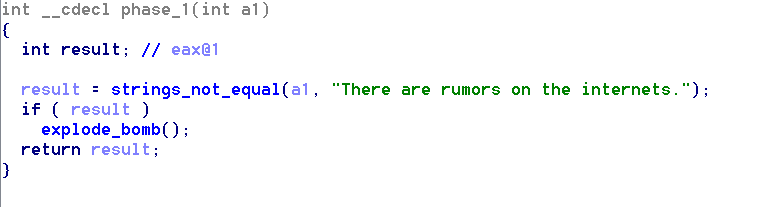 int __cdecl phase_1(int a1)
{
int result; // eax@1
result = strings_not_equal(a1, "There are rumors on the internets.");
if ( result )
explode_bomb();
return result;
}